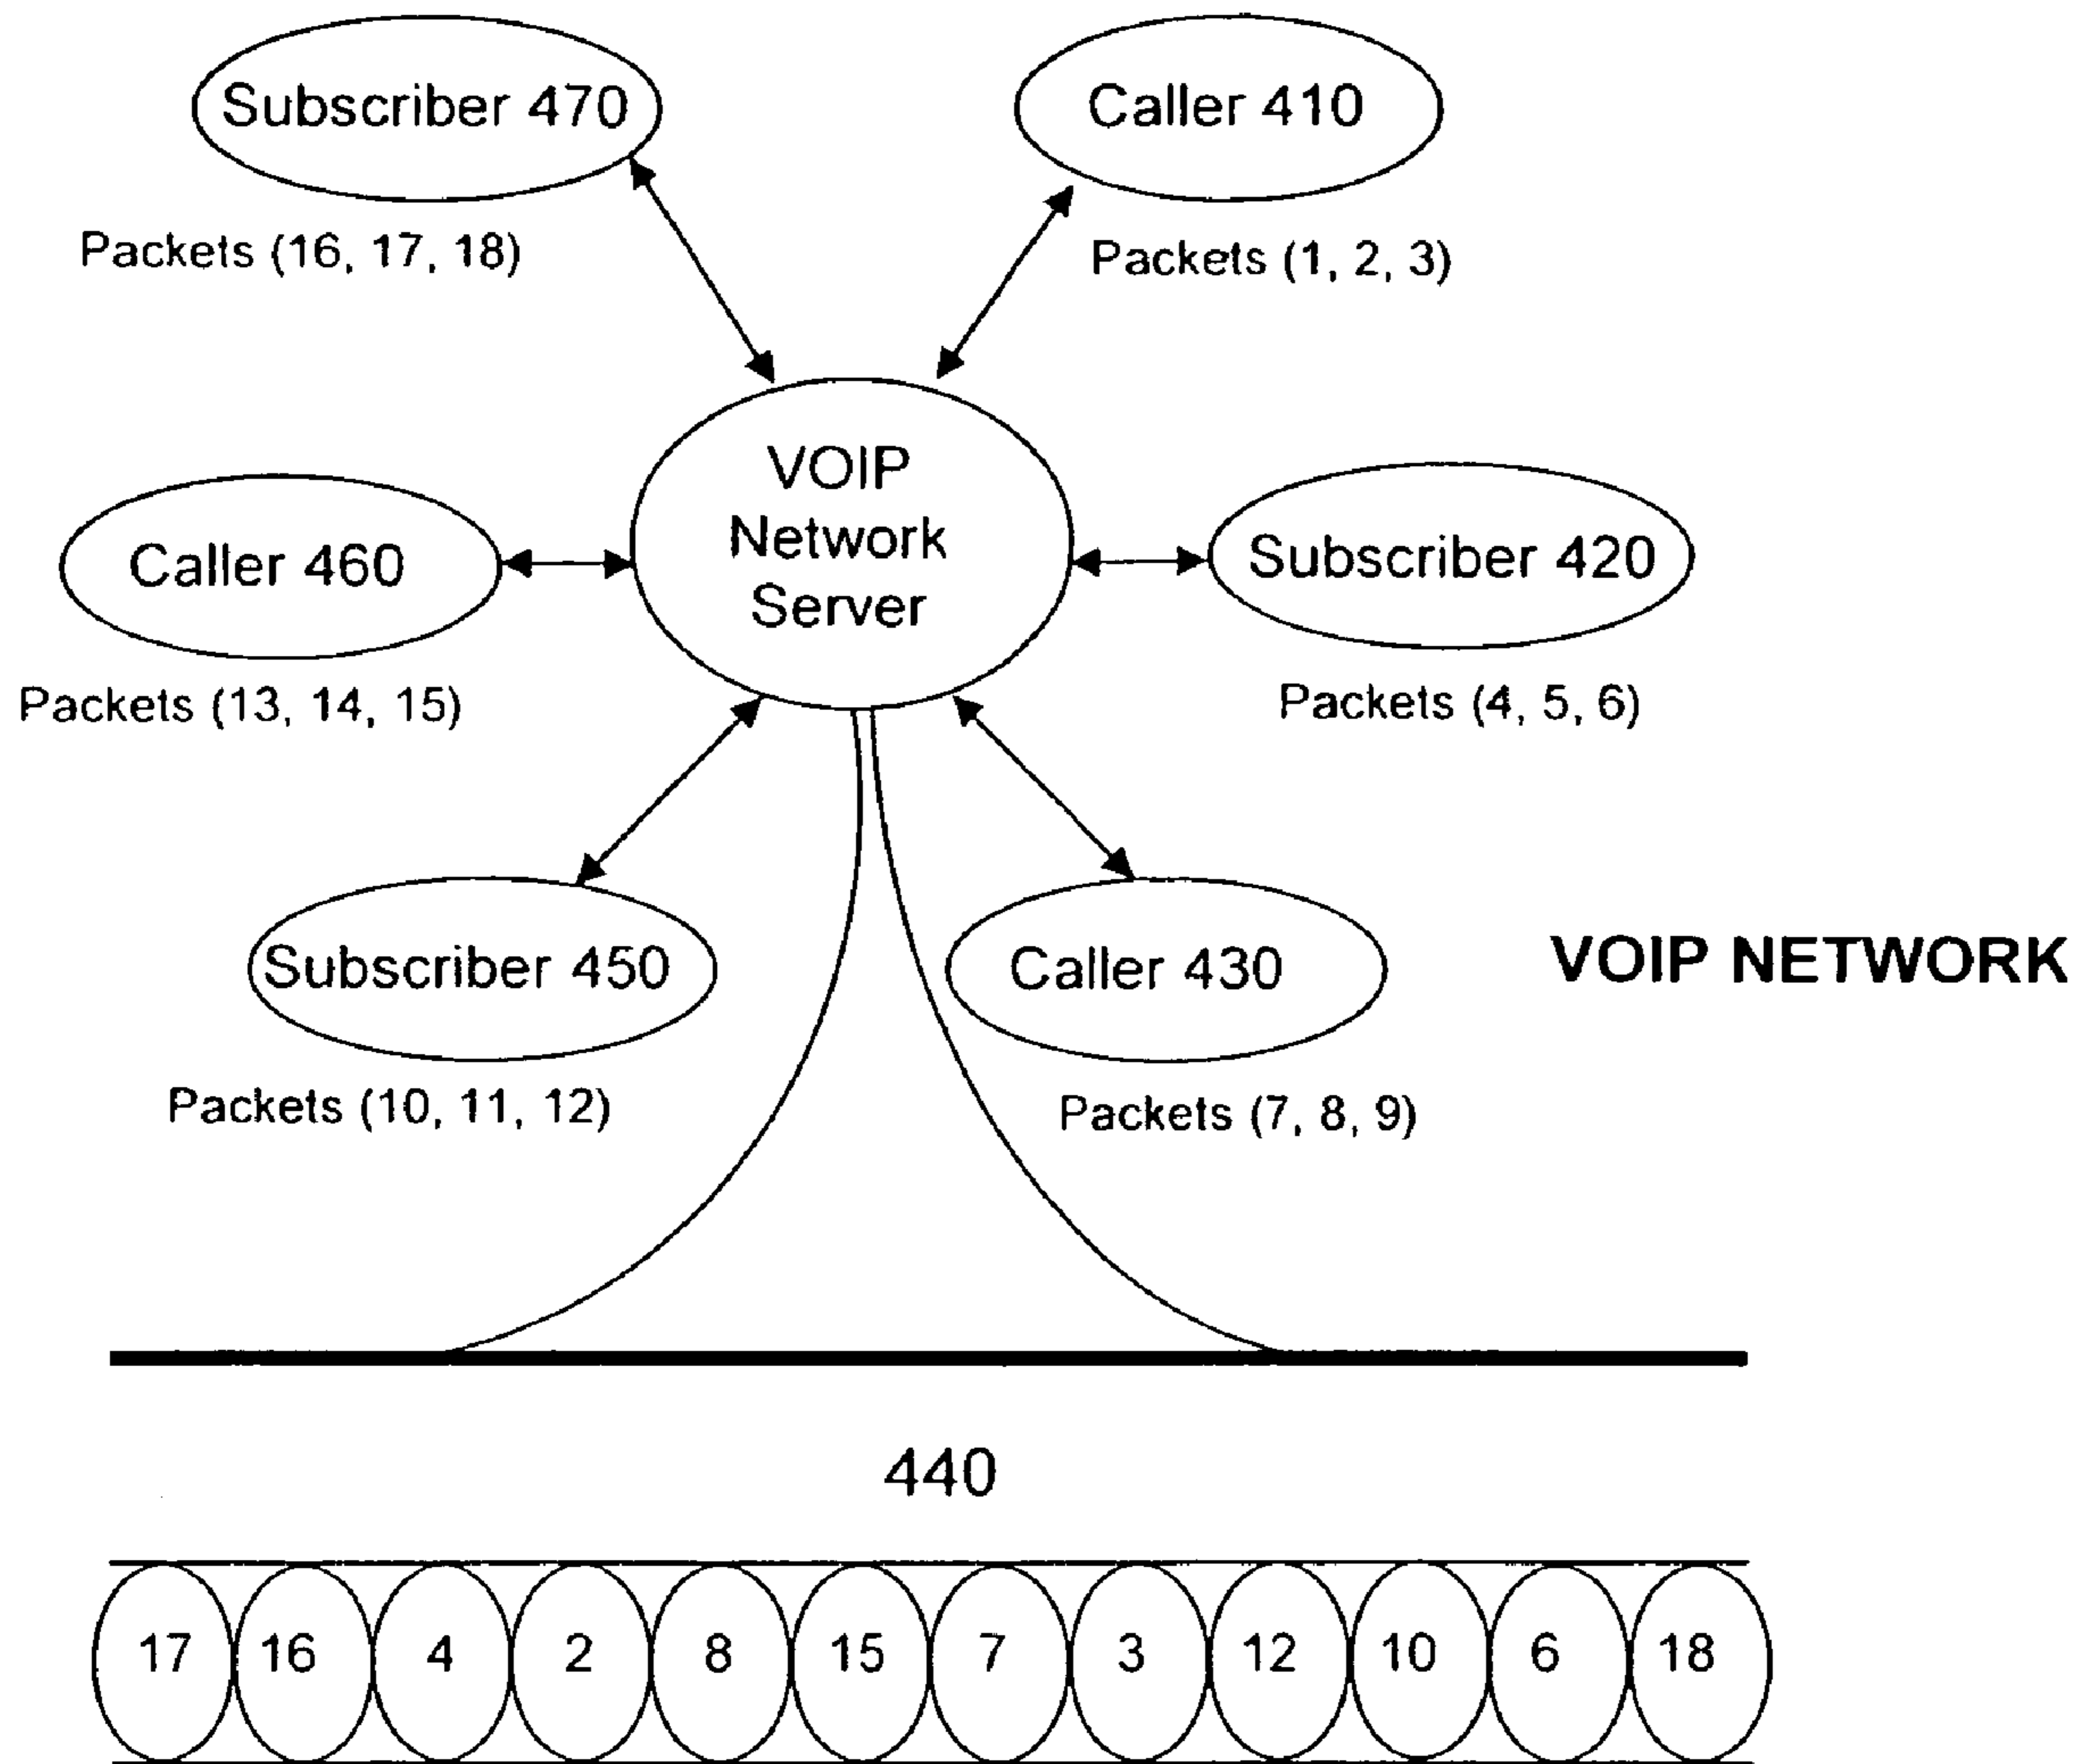 Subscriber 470
Caller 410
Packets (16, 17, 18)
Packets (1, 2, 3)
VOIP
Network
Server
Caller 460
Subscriber 420
Packets (13, 14, 15)
Packets (4, 5, 6)
Subscriber 450
Caller 430
VOIP NETWORK
Packets (10, 11, 12)
Packets (7, 8, 9)
440
17 16 4 2 8 15 7 3 12 10 6 18